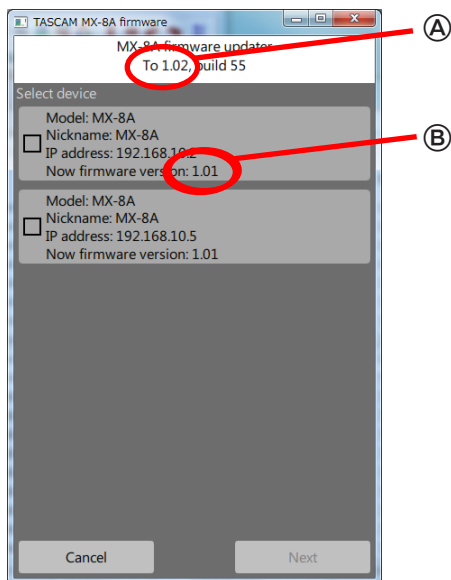 TASCAM MX-8A firmware
MX-8A firmware updater
To 1.02, build 55
Select device
Model: MX-8A
Nickname: MX-8A
IP address: 192.168.10.2
Now firmware version: 1.01
Model: MX-8A
Nickname: MX-8A
IP address: 192.168.10.5
Now firmware version: 1.01
Cancel
Next
A
B